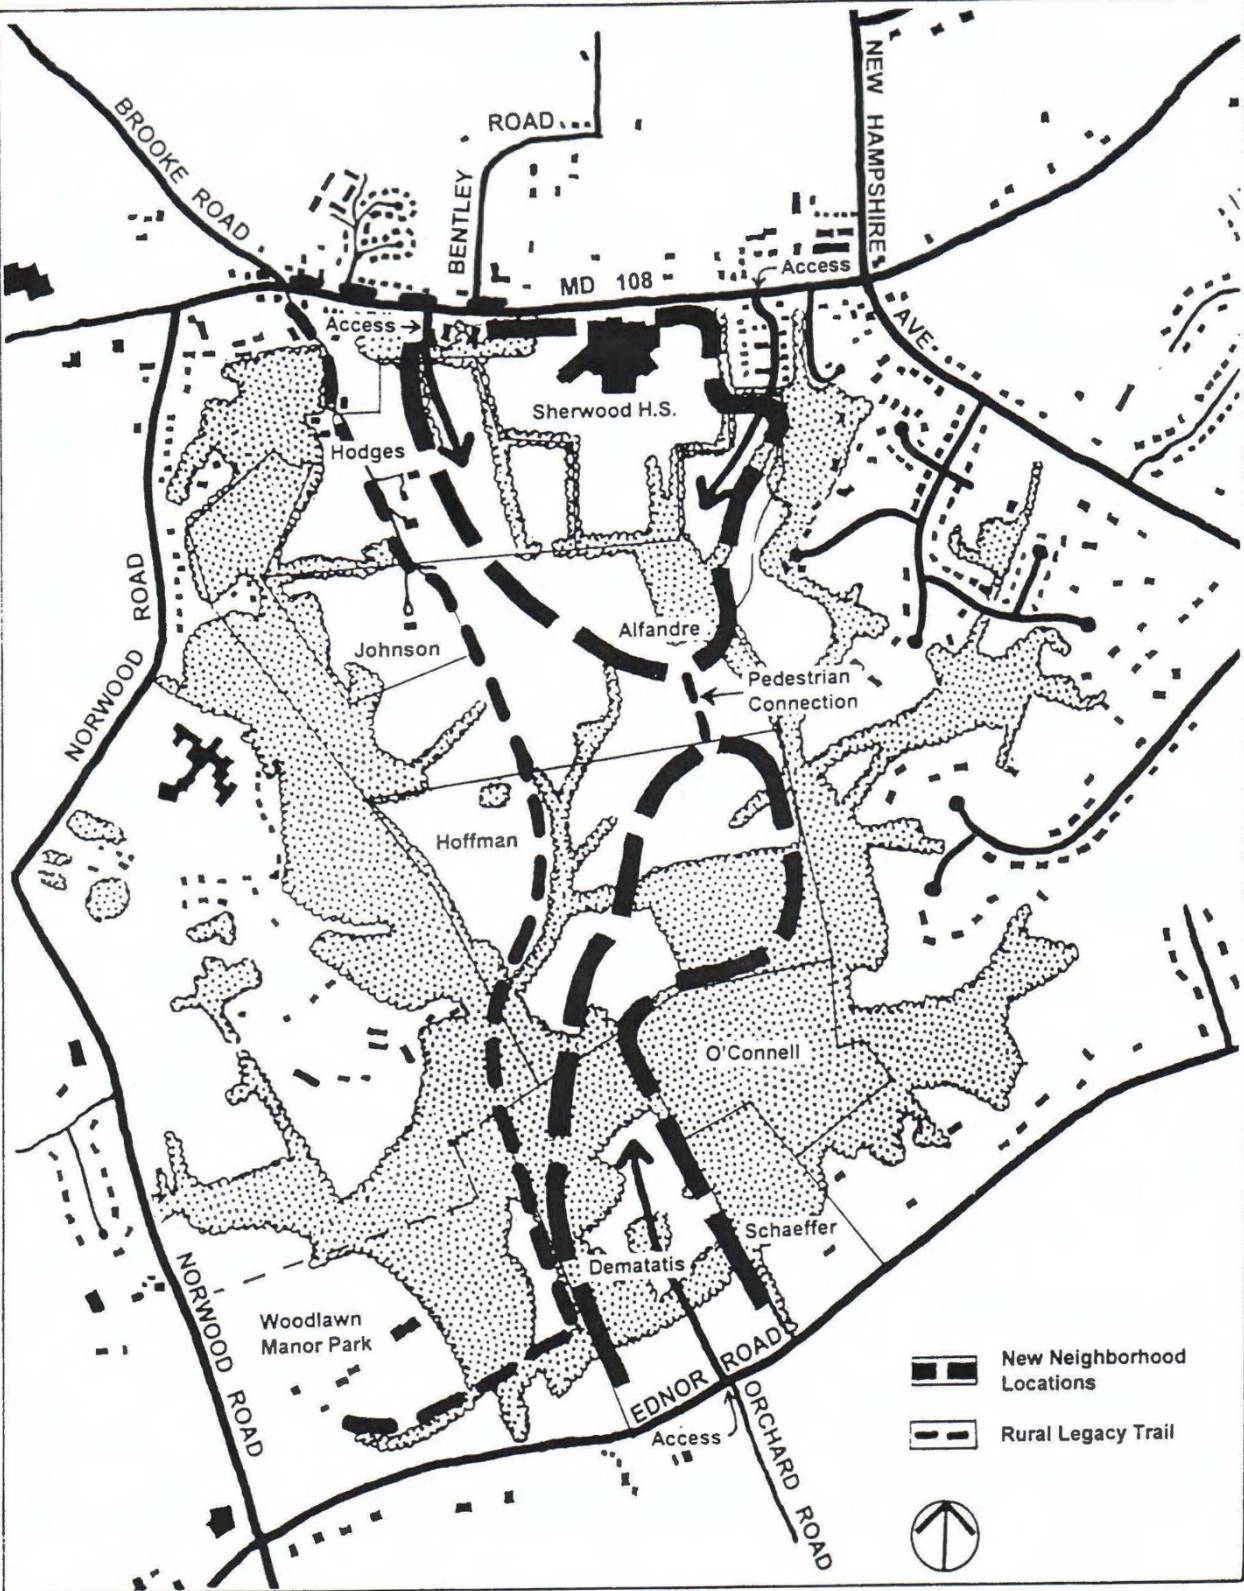 BROOKE ROAD
ROAD
BENTLEY
NEW HAMPSHIRE
AVE
MD 108
Access
Access
Sherwood H.S.
Hodges
NORWOOD ROAD
Johnson
Alfandre
Pedestrian
Connection
Hoffman
O'Connell
Schaeffer
Dematatis
Woodlawn
Manor Park
NORWOOD ROAD
EDNOR ROAD
Access
ORCHARD ROAD
New Neighborhood
Locations
Rural Legacy Trail